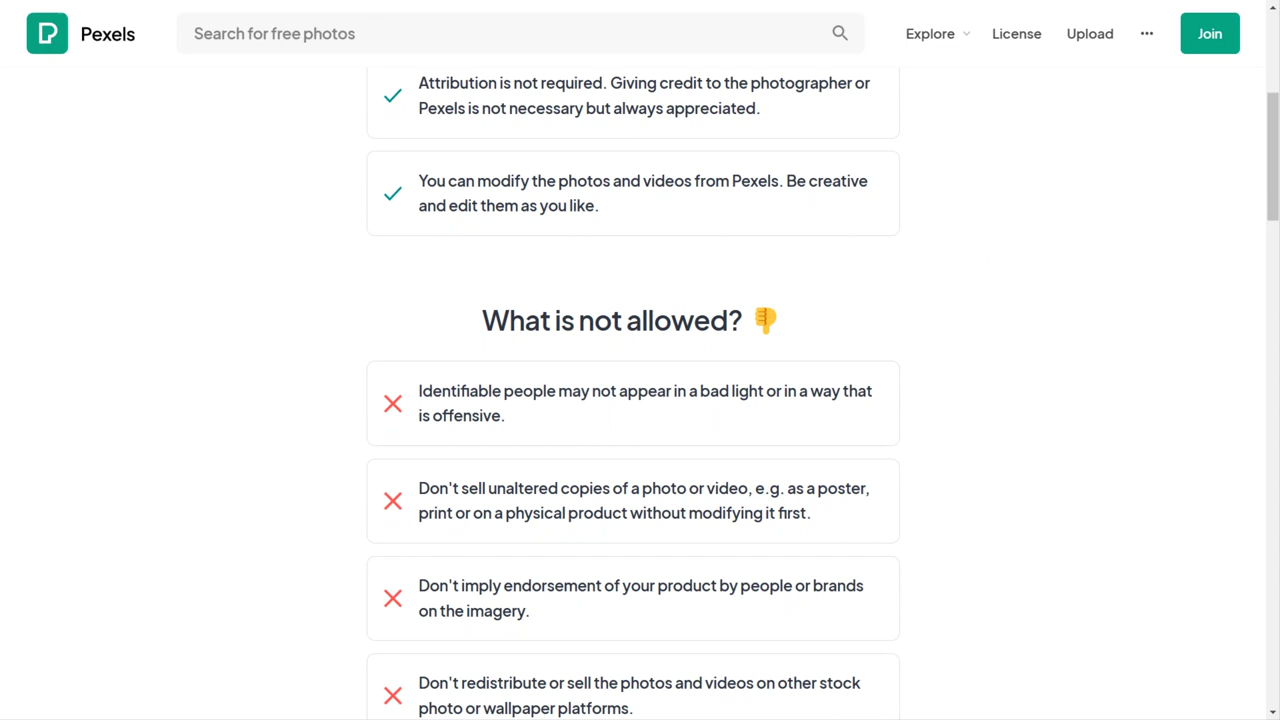 Pexels
Search for free photos
Explore
License
Upload
Join
Attribution is not required. Giving credit to the photographer or
Pexels is not necessary but always appreciated.
You can modify the photos and videos from Pexels. Be creative
and edit them as you like.
What is not allowed? 👎
Identifiable people may not appear in a bad light or in a way that
is offensive.
Don't sell unaltered copies of a photo or video, e.g. as a poster,
print or on a physical product without modifying it first.
Don't imply endorsement of your product by people or brands
on the imagery.
Don't redistribute or sell the photos and videos on other stock
photo or wallpaper platforms.